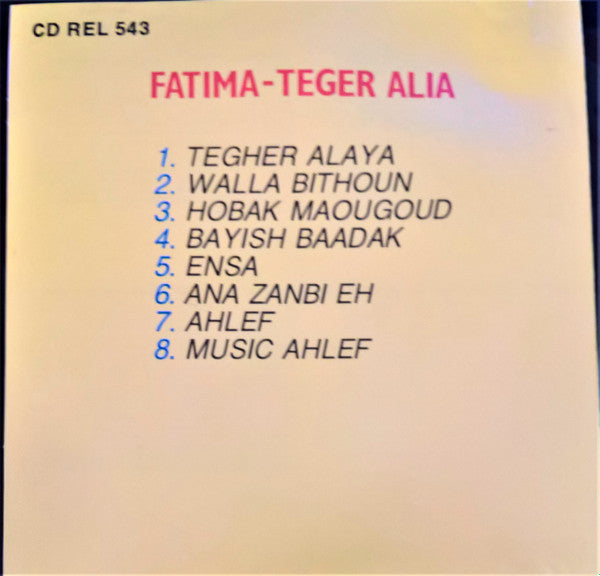 CD REL 543
FATIMA-TEGER ALIA
1. TEGHER ALAYA
2. WALLA BITHOUN
3. HOBAK MAOUGOUD
4. BAYISH BAADAK
5. ENSA
6. ANA ZANBI EH
7. AHLEF
8. MUSIC AHLEF